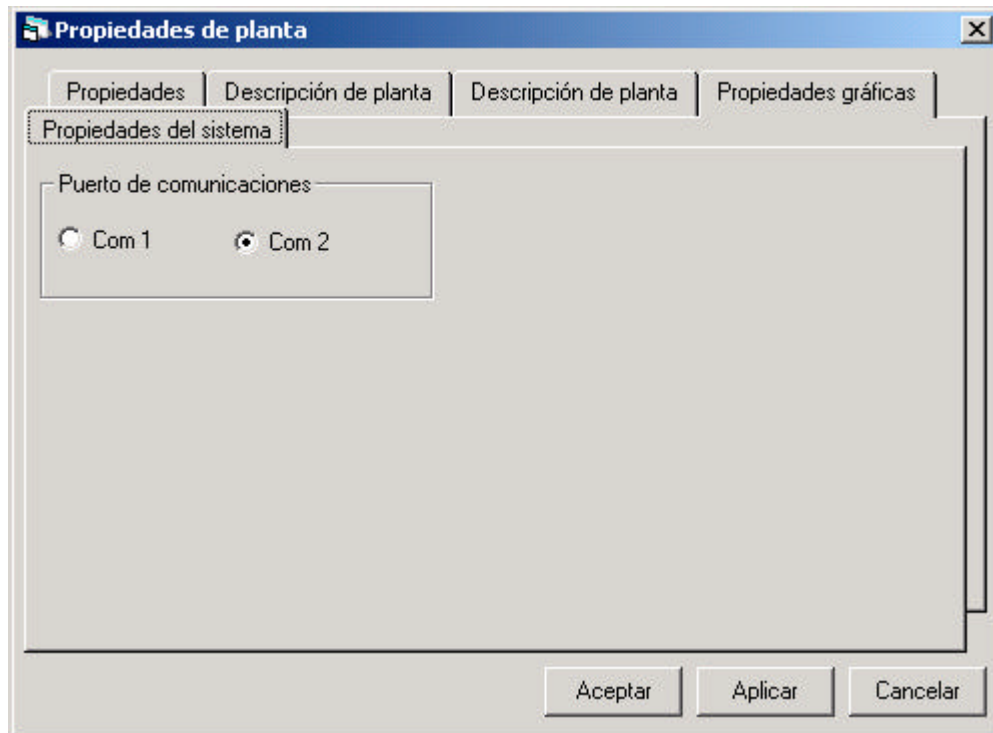 Propiedades de planta
Propiedades Descripción de planta Descripción de planta Propiedades gráficas
Propiedades del sistema
Puerto de comunicaciones
Com 1 Com 2
Aceptar Aplicar Cancelar